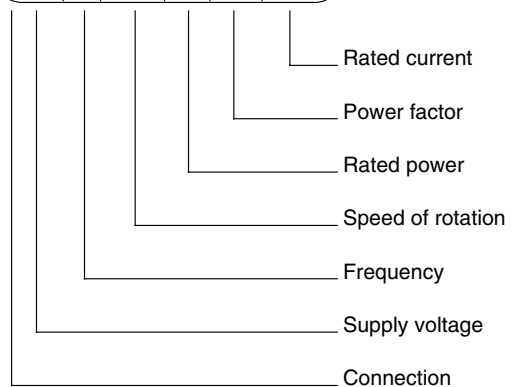 Rated current
Power factor
Rated power
Speed of rotation
Frequency
Supply voltage
Connection